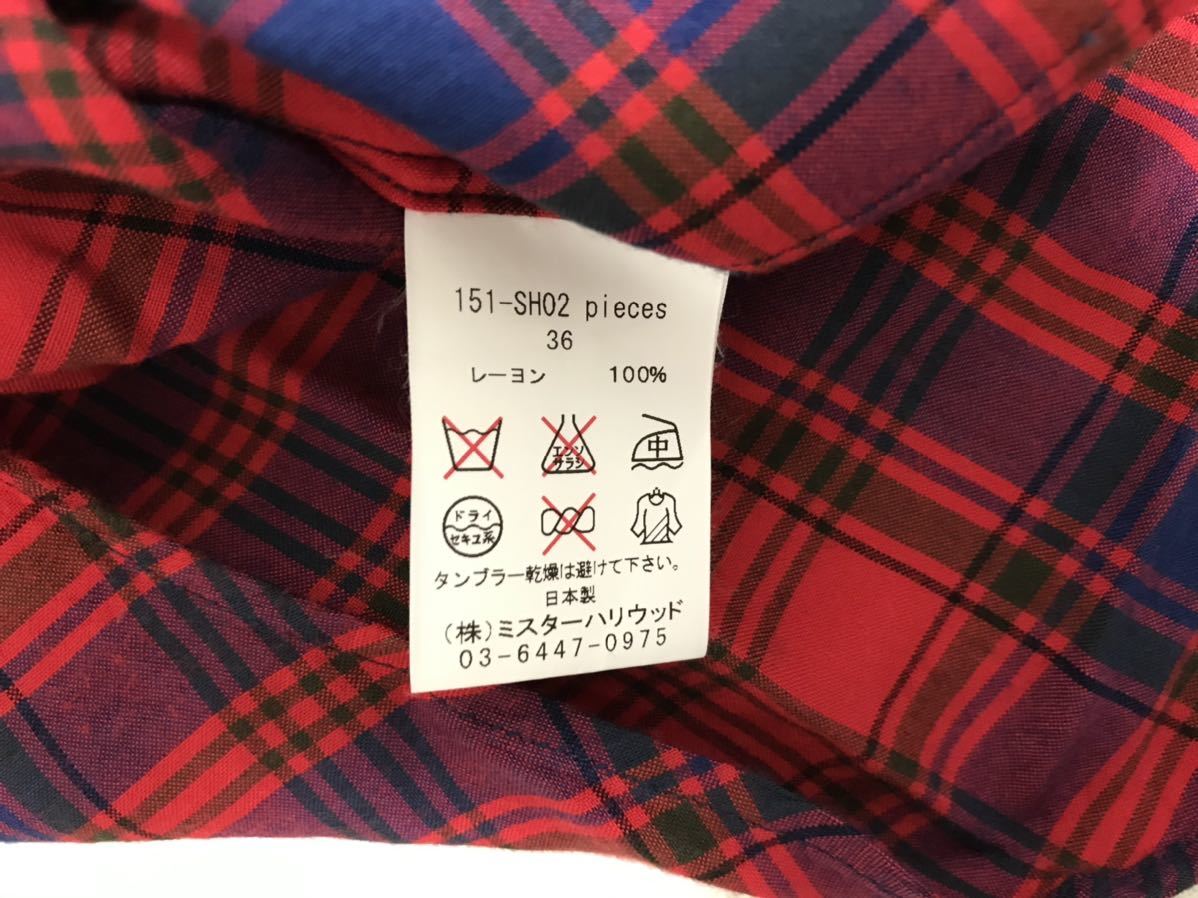 151-SH02 pieces
36
レーヨン 100%
エンソ
サラシ
中
ドライ
セキユ系
タンブラー乾燥は避けて下さい。
日本製
(株)ミスターハリウッド
03-6447-0975